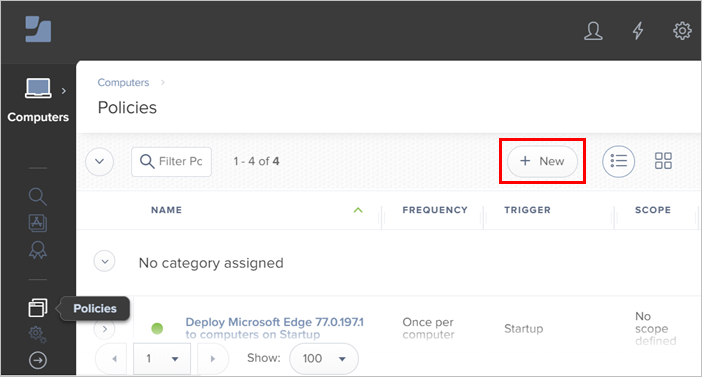 Computers
Computers
Policies
Filter Pc
1 - 4 of 4
+ New
NAME
FREQUENCY
TRIGGER
SCOPE
No category assigned
Policies
Deploy Microsoft Edge 77.0.197.1
to computers on Startup
Once per
computer
Startup
No
scope
defined
1
Show:
100